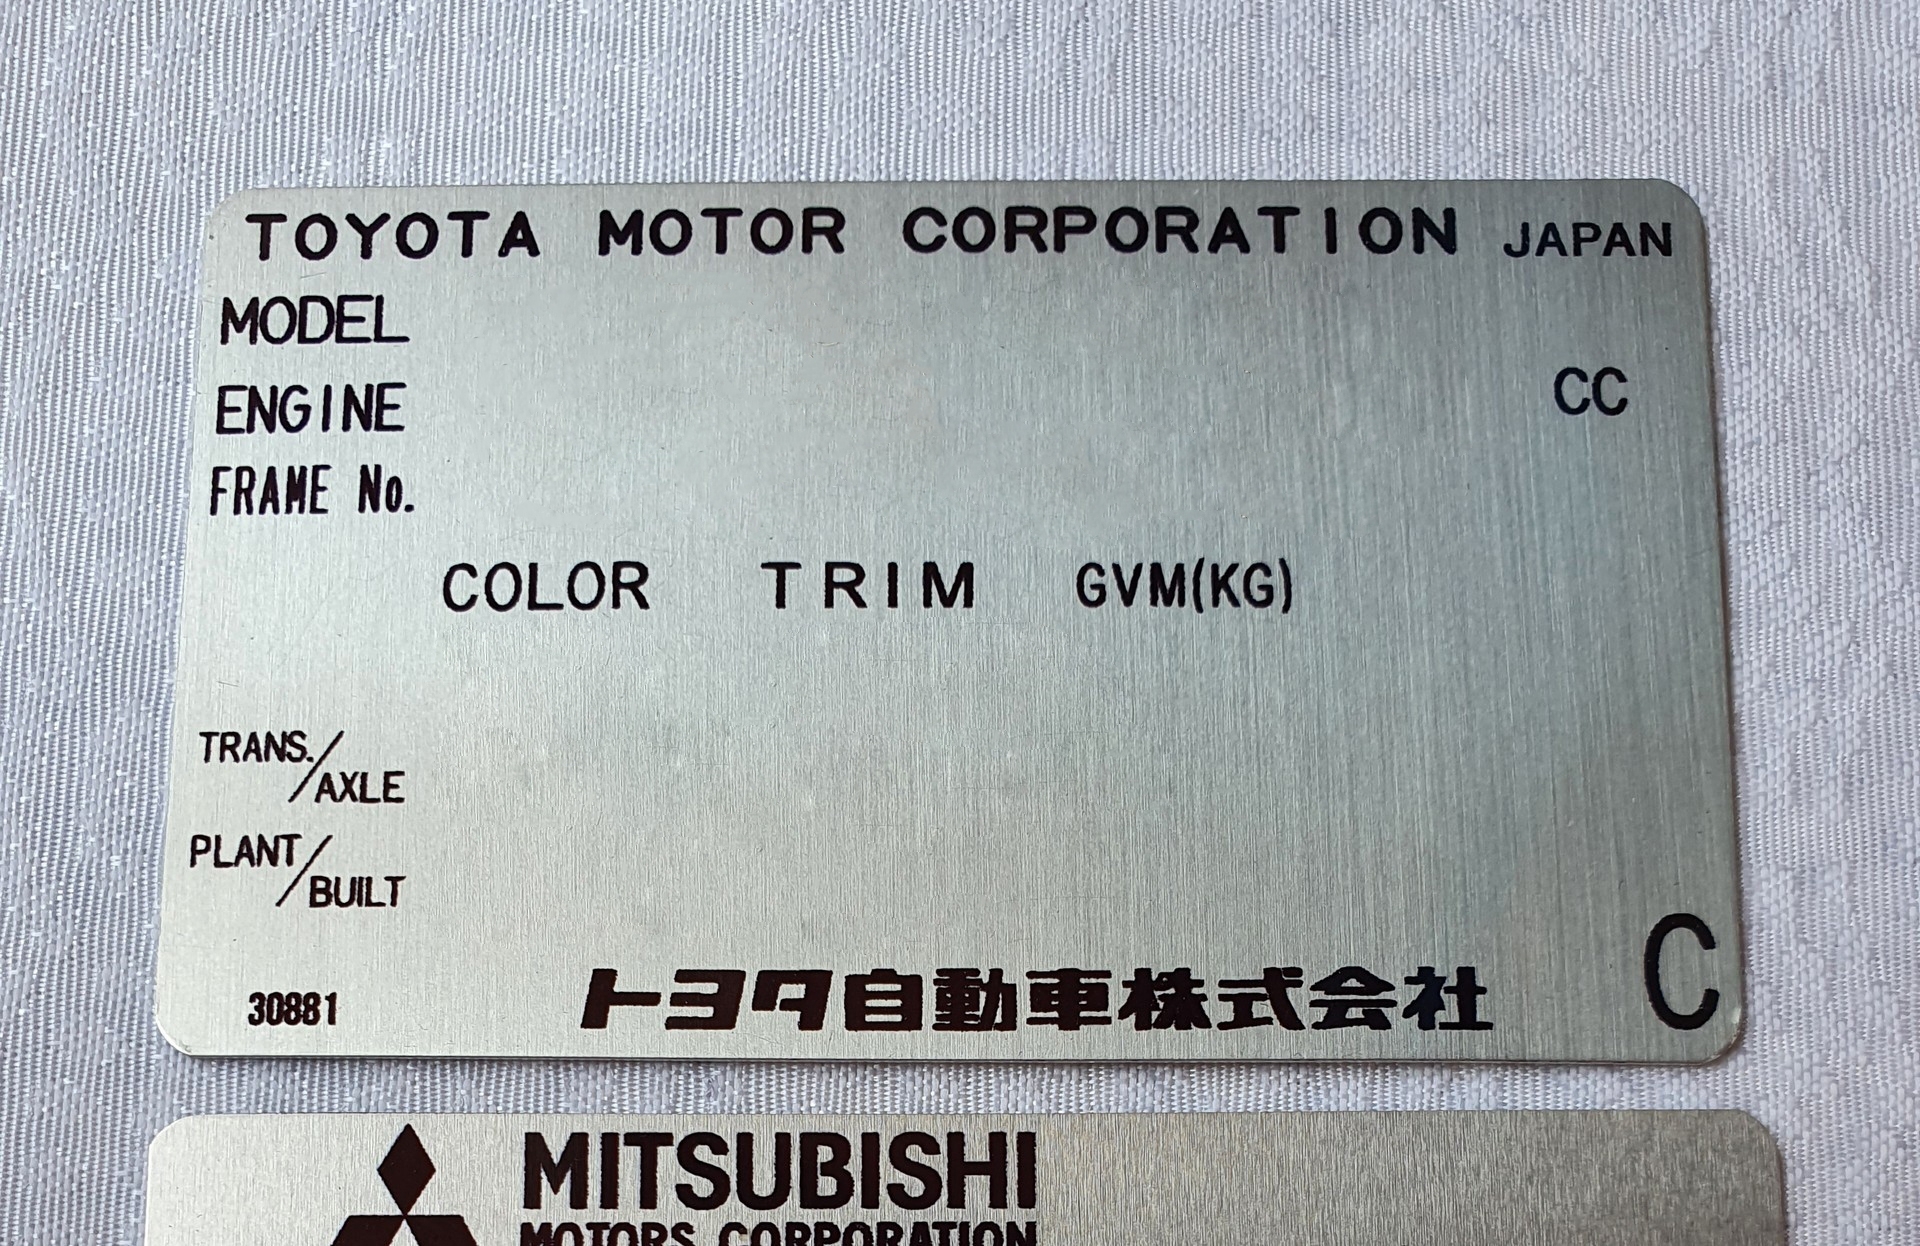 TOYOTA MOTOR CORPORATION JAPAN
MODEL
ENGINE CC
FRAME No.
COLOR TRIM GVM(KG)
TRANS./AXLE
PLANT/BUILT
30881 トヨタ自動車株式会社 C
MITSUBISHI
MOTORS CORPORATION